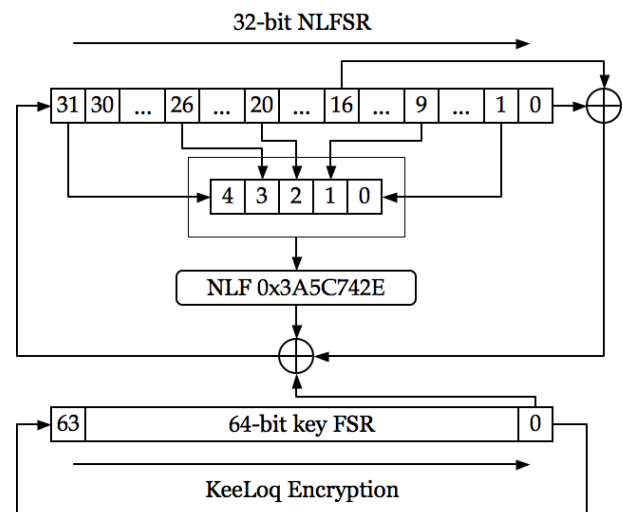 32-bit NLFSR
31 30 ... 26 ... 20 ... 16 ... 9 ... 1 0
4 3 2 1 0
NLF 0x3A5C742E
63 64-bit key FSR 0
KeeLoq Encryption